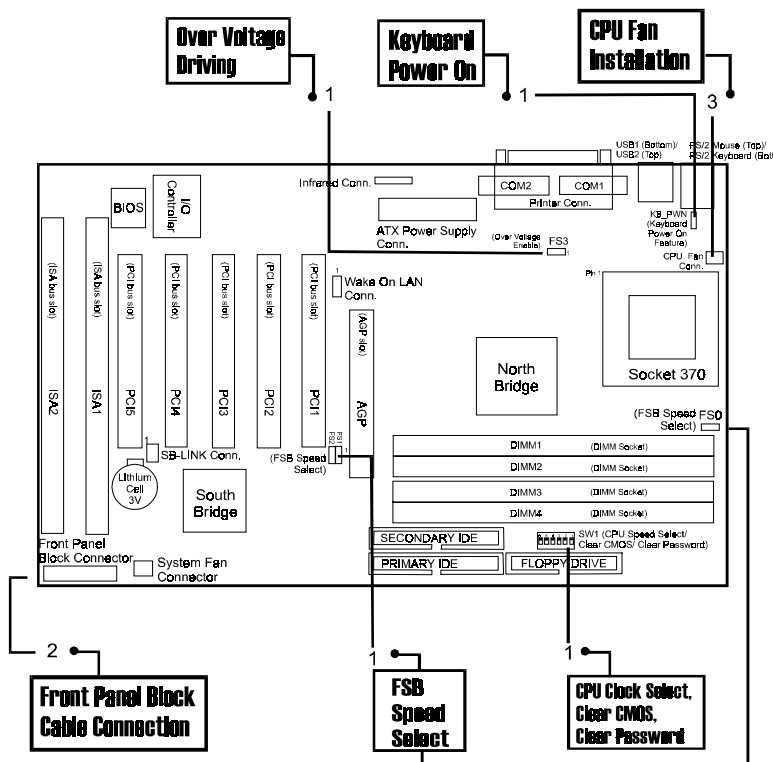 Over Voltage
Driving
Keyboard
Power On
CPU Fan
Installation
1
1
3
USB1 (Bottom)/
USB2 (Top)
PS/2 Mouse (Top)/
PS/2 Keyboard (Bott
Infrared Conn.
COM2
COM1
Printer Conn.
BIOS
I/O
Controller
ATX Power Supply
Conn.
(Over Voltage
Enable)
FS3
1
KB_PWN
(Keyboard
Power On
Feature)
CPU Fan
Conn.
Pin 1
(ISA bus slot)
ISA2
(ISA bus slot)
ISA1
(PCI bus slot)
PCI5
(PCI bus slot)
PCI4
(PCI bus slot)
PCI3
(PCI bus slot)
PCI2
(PCI bus slot)
PCI1
1
Wake On LAN
Conn.
(AGP slot)
AGP
North
Bridge
Socket 370
(FSB Speed
Select)
FS0
1
SB-LINK Conn.
(FSB Speed
Select)
FS2
FS1
Lithium
Cell
3V
South
Bridge
DIMM1 (DIMM Socket)
DIMM2 (DIMM Socket)
DIMM3 (DIMM Socket)
DIMM4 (DIMM Socket)
SECONDARY IDE
PRIMARY IDE
FLOPPY DRIVE
SW1 (CPU Speed Select/
Clear CMOS/ Clear Password)
Front Panel
Block Connector
System Fan
Connector
2
1
1
Front Panel Block
Cable Connection
FSB
Speed
Select
CPU Clock Select,
Clear CMOS,
Clear Password